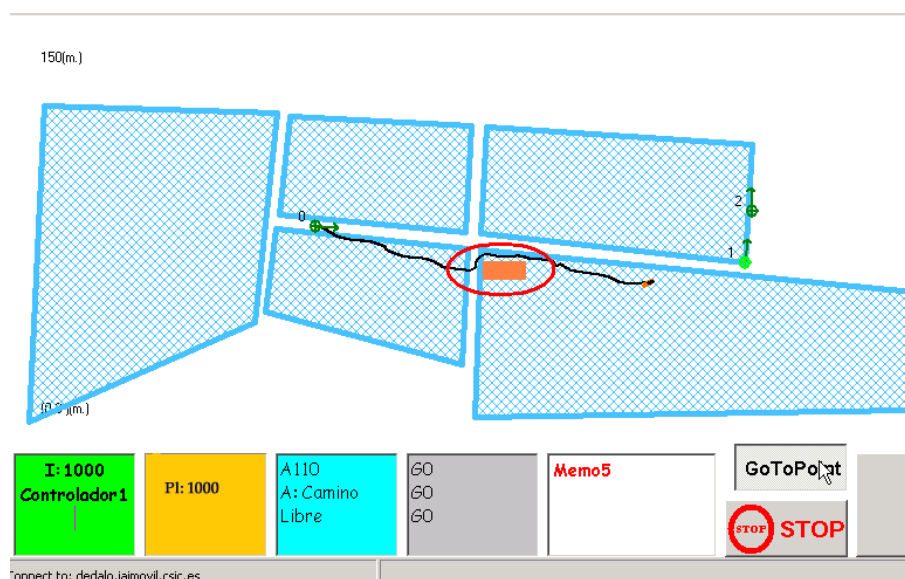 150(m.)
0
2
1
(0,0)(m.)
I: 1000
Controlador1
Pl: 1000
A110
A: Camino
Libre
GO
GO
GO
Memo5
GoToPoint
STOP STOP
Connect to: dedalo.iaimovil.csic.es